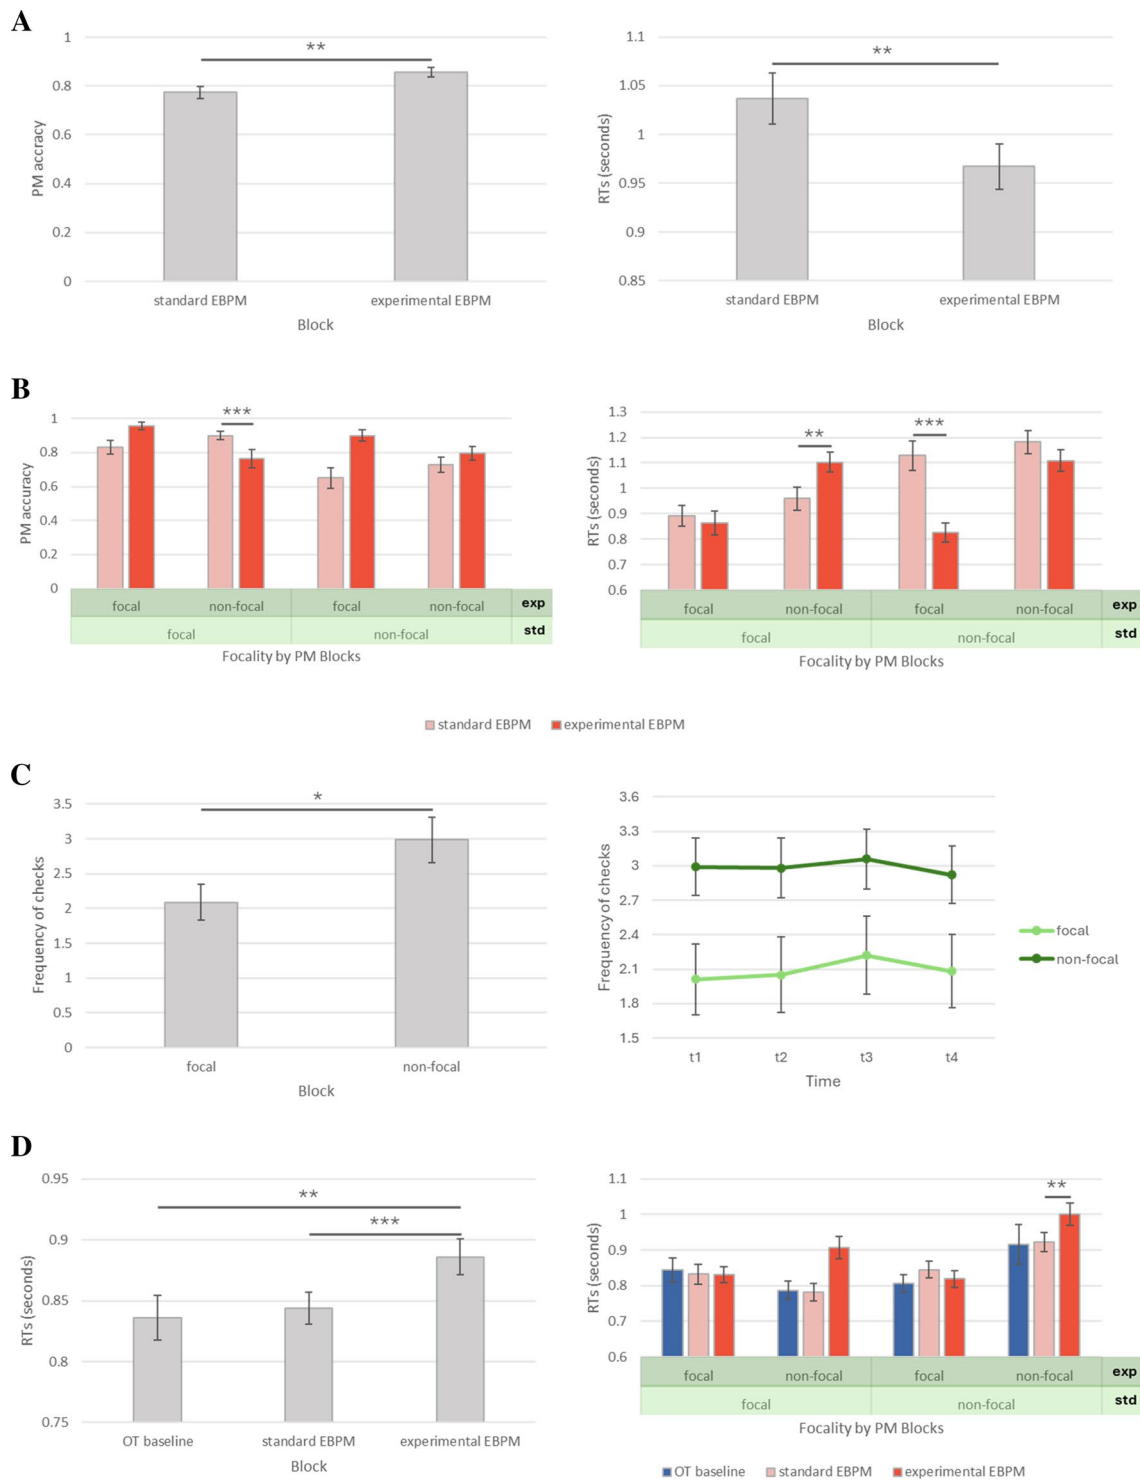 A
PM accracy
1
0.8
0.6
0.4
0.2
0
**
standard EBPM
experimental EBPM
Block
RTs (seconds)
1.1
1.05
1
0.95
0.9
0.85
**
standard EBPM
experimental EBPM
Block
B
PM accuracy
1
0.8
0.6
0.4
0.2
0
***
focal non-focal focal non-focal exp
focal non-focal std
Focality by PM Blocks
RTs (seconds)
1.3
1.2
1.1
1
0.9
0.8
0.7
0.6
**
***
focal non-focal focal non-focal exp
focal non-focal std
Focality by PM Blocks
standard EBPM experimental EBPM
C
Frequency of checks
3.5
3
2.5
2
1.5
1
0.5
0
*
focal non-focal
Block
Frequency of checks
3.6
3.3
3
2.7
2.4
2.1
1.8
1.5
t1 t2 t3 t4
Time
focal
non-focal
D
RTs (seconds)
0.95
0.9
0.85
0.8
0.75
**
***
OT baseline standard EBPM experimental EBPM
Block
RTs (seconds)
1.1
1
0.9
0.8
0.7
0.6
**
focal non-focal focal non-focal exp
focal non-focal std
Focality by PM Blocks
OT baseline standard EBPM experimental EBPM